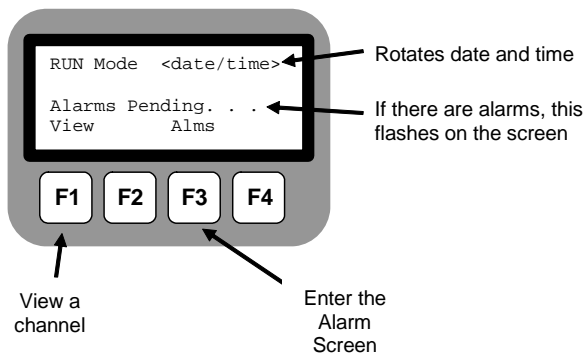 RUN Mode <date/time>
Alarms Pending. . .
View Alms
F1 F2 F3 F4
Rotates date and time
If there are alarms, this
flashes on the screen
View a
channel
Enter the
Alarm
Screen